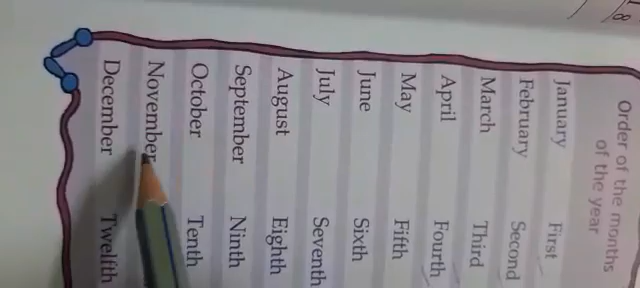 Order of the months
of the year
January First
February Second
March Third
April Fourth
May Fifth
June Sixth
July Seventh
August Eighth
September Ninth
October Tenth
November
December Twelfth